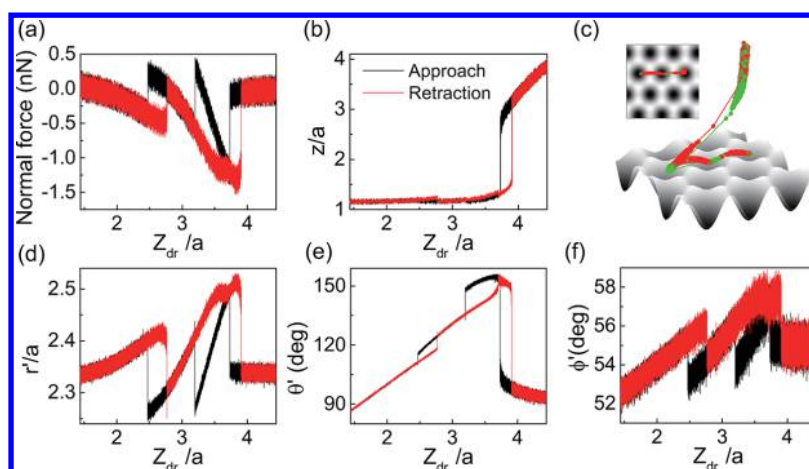 (a)
Normal force (nN)
0.5
0.0
-0.5
-1.0
-1.5
2 3 4
Z_dr /a
(b)
z/a
4
3
2
1
Approach
Retraction
2 3 4
Z_dr /a
(c)
(d)
r'/a
2.5
2.4
2.3
2 3 4
Z_dr /a
(e)
θ' (deg)
150
120
90
2 3 4
Z_dr /a
(f)
ϕ'(deg)
58
56
54
52
2 3 4
Z_dr /a